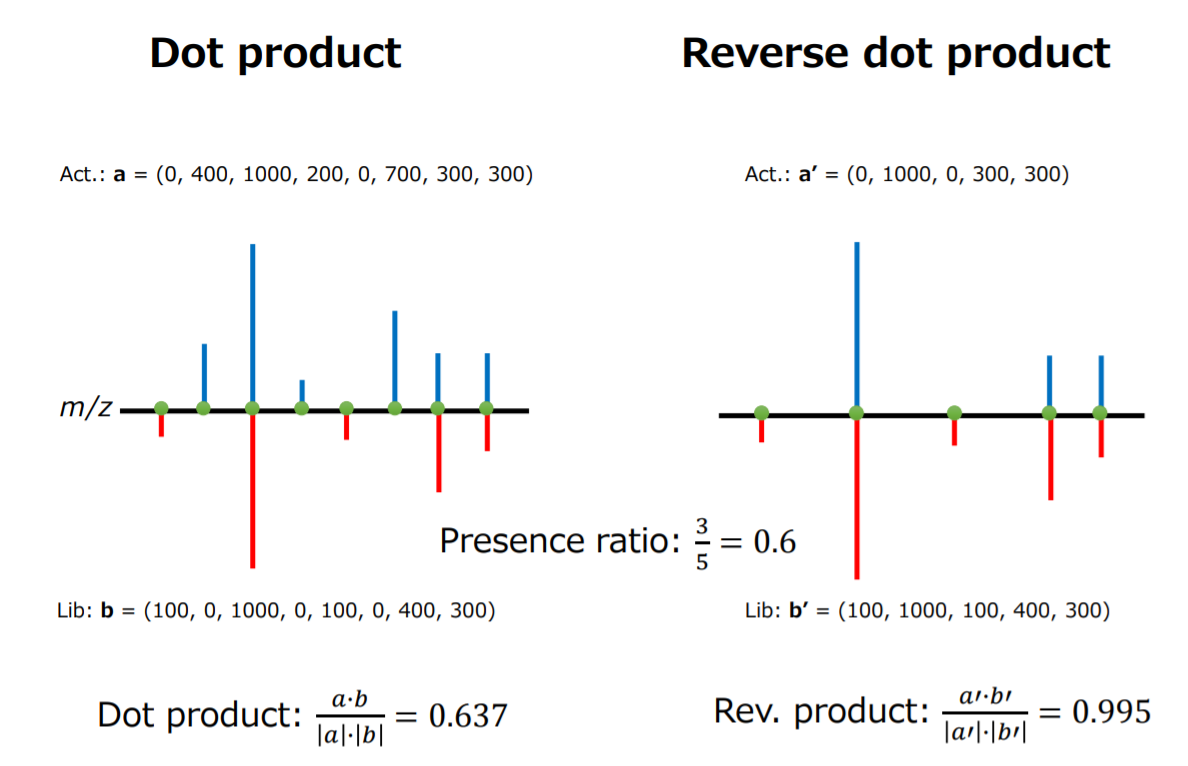 Dot product
Reverse dot product
Act.: a = (0, 400, 1000, 200, 0, 700, 300, 300)
Act.: a′ = (0, 1000, 0, 300, 300)
m/z
Presence ratio: 3/5 = 0.6
Lib: b = (100, 0, 1000, 0, 100, 0, 400, 300)
Lib: b′ = (100, 1000, 100, 400, 300)
Dot product: a·b/|a|·|b| = 0.637
Rev. product: a′·b′/|a′|·|b′| = 0.995